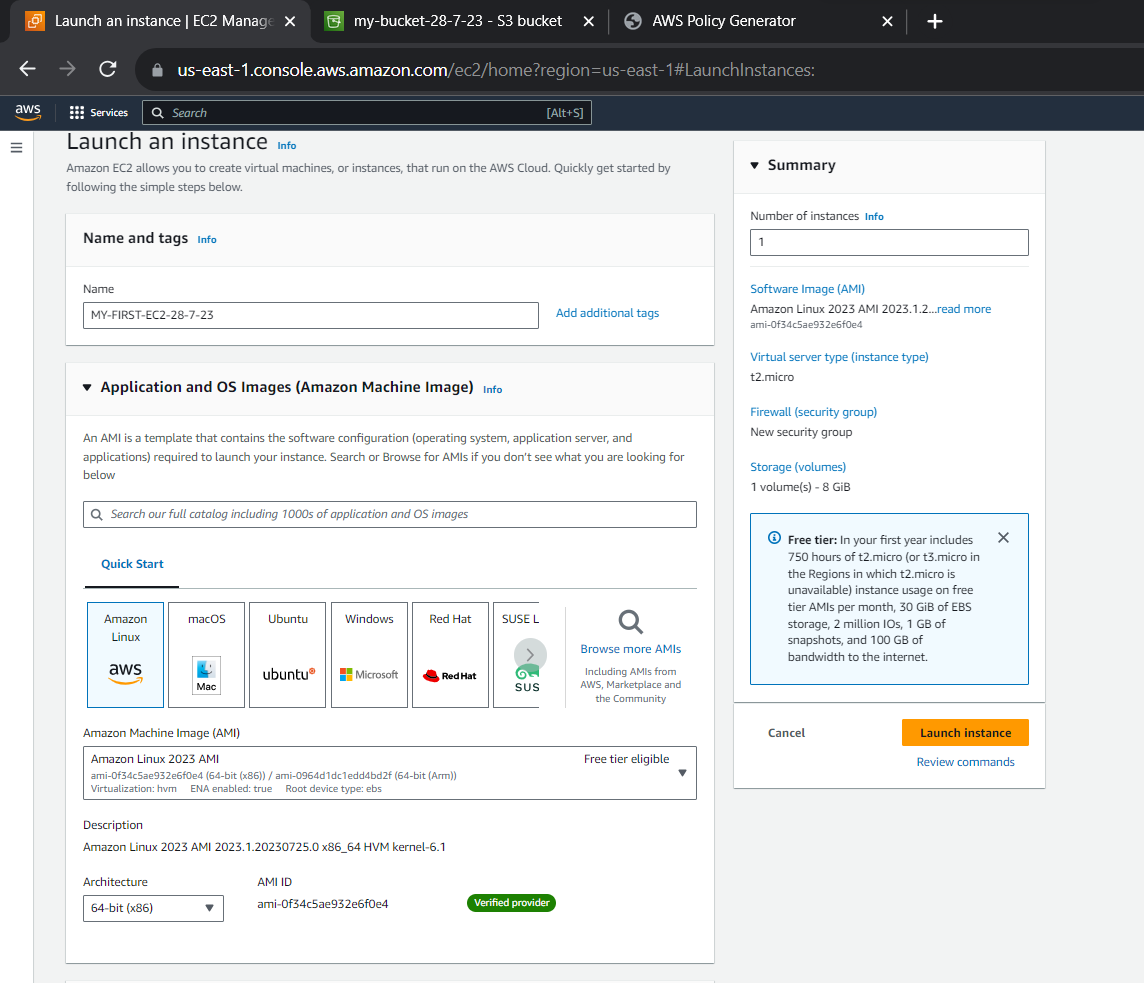 Launch an instance | EC2 Manage
my-bucket-28-7-23 - S3 bucket
AWS Policy Generator
us-east-1.console.aws.amazon.com/ec2/home?region=us-east-1#LaunchInstances:
aws
Services
Search
[Alt+S]
Launch an instance Info
Amazon EC2 allows you to create virtual machines, or instances, that run on the AWS Cloud. Quickly get started by
following the simple steps below.
Name and tags Info
Name
MY-FIRST-EC2-28-7-23
Add additional tags
Application and OS Images (Amazon Machine Image) Info
An AMI is a template that contains the software configuration (operating system, application server, and
applications) required to launch your instance. Search or Browse for AMIs if you don't see what you are looking for
below
Search our full catalog including 1000s of application and OS images
Quick Start
Amazon
Linux
aws
macOS
Mac
Ubuntu
ubuntu
Windows
Microsoft
Red Hat
Red Hat
SUSE L
SUS
Browse more AMIs
Including AMIs from
AWS, Marketplace and
the Community
Amazon Machine Image (AMI)
Amazon Linux 2023 AMI
Free tier eligible
ami-0f34c5ae932e6f0e4 (64-bit (x86)) / ami-0964d1dc1edd4bd2f (64-bit (Arm))
Virtualization: hvm ENA enabled: true Root device type: ebs
Description
Amazon Linux 2023 AMI 2023.1.20230725.0 x86_64 HVM kernel-6.1
Architecture
64-bit (x86)
AMI ID
ami-0f34c5ae932e6f0e4
Verified provider
Summary
Number of instances Info
1
Software Image (AMI)
Amazon Linux 2023 AMI 2023.1.2...read more
ami-0f34c5ae932e6f0e4
Virtual server type (instance type)
t2.micro
Firewall (security group)
New security group
Storage (volumes)
1 volume(s) - 8 GiB
Free tier: In your first year includes
750 hours of t2.micro (or t3.micro in
the Regions in which t2.micro is
unavailable) instance usage on free
tier AMIs per month, 30 GiB of EBS
storage, 2 million IOs, 1 GB of
snapshots, and 100 GB of
bandwidth to the internet.
Cancel
Launch instance
Review commands